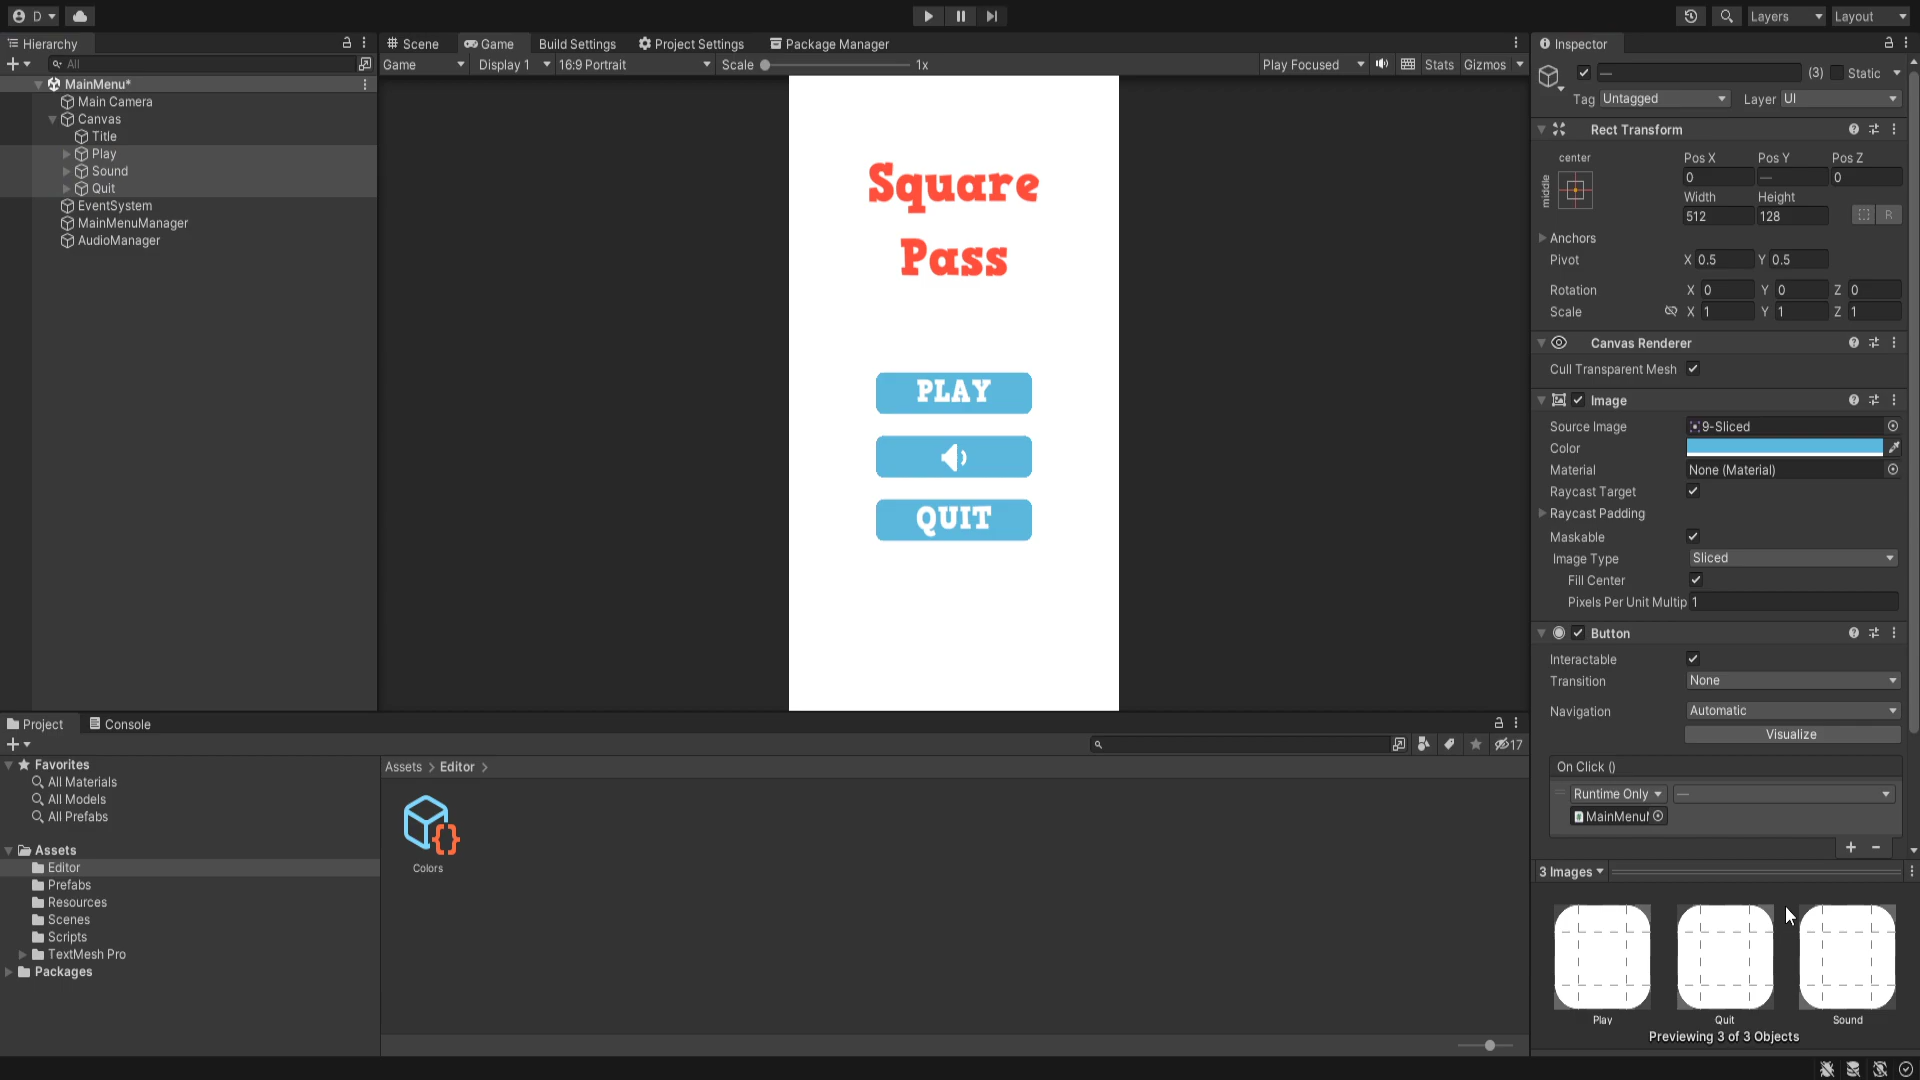 D
Layers
Layout
Hierarchy
All
MainMenu*
Main Camera
Canvas
Title
Play
Sound
Quit
EventSystem
MainMenuManager
AudioManager
Scene
Game
Build Settings
Project Settings
Package Manager
Game
Display 1
16:9 Portrait
Scale
1x
Play Focused
Stats
Gizmos
Square
Pass
PLAY
QUIT
Inspector
—
(3)
Static
Tag
Untagged
Layer
UI
Rect Transform
center
middle
Pos X
Pos Y
Pos Z
0
—
0
Width
Height
512
128
R
Anchors
Pivot
X 0.5
Y 0.5
Rotation
X 0
Y 0
Z 0
Scale
X 1
Y 1
Z 1
Canvas Renderer
Cull Transparent Mesh
Image
Source Image
9-Sliced
Color
Material
None (Material)
Raycast Target
Raycast Padding
Maskable
Image Type
Sliced
Fill Center
Pixels Per Unit Multip
1
Button
Interactable
Transition
None
Navigation
Automatic
Visualize
On Click ()
Runtime Only
—
MainMenu
3 Images
Play
Quit
Sound
Previewing 3 of 3 Objects
Project
Console
17
Favorites
All Materials
All Models
All Prefabs
Assets
Editor
Prefabs
Resources
Scenes
Scripts
TextMesh Pro
Packages
Assets > Editor >
Colors